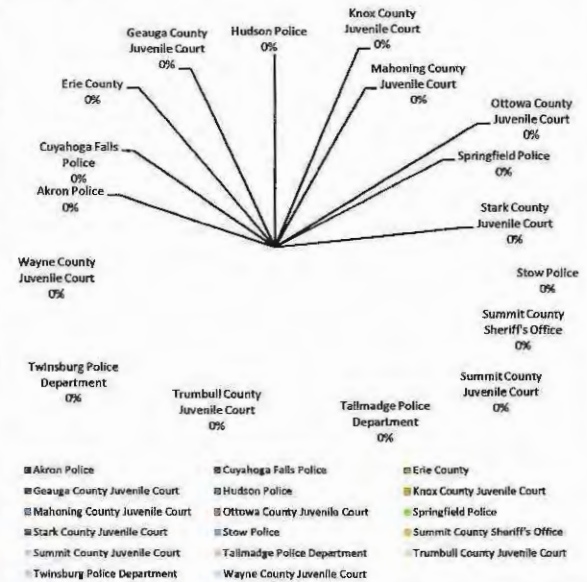 Knox County
Juvenile Court
0%
Hudson Police
0%
Geauga County
Juvenile Court
0%
Mahoning County
Juvenile Court
0%
Erie County
0%
Ottowa County
Juvenile Court
0%
Cuyahoga Falls
Police
0%
Springfield Police
0%
Akron Police
0%
Stark County
Juvenile Court
0%
Wayne County
Juvenile Court
0%
Stow Police
0%
Summit County
Sheriff's Office
0%
Twinsburg Police
Department
0%
Summit County
Juvenile Court
0%
Trumbull County
Juvenile Court
0%
Tallmadge Police
Department
0%
Akron Police Cuyahoga Falls Police Erie County
Geauga County Juvenile Court Hudson Police Knox County Juvenile Court
Mahoning County Juvenile Court Ottowa County Juvenile Court Springfield Police
Stark County Juvenile Court Stow Police Summit County Sheriff's Office
Summit County Juvenile Court Tallmadge Police Department Trumbull County Juvenile Court
Twinsburg Police Department Wayne County Juvenile Court